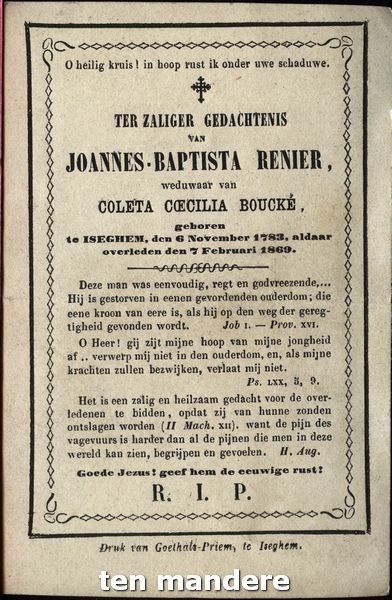 O heilig kruis! in hoop rust ik onder uwe schaduwe.
TER ZALIGER GEDACHTENIS
VAN
JOANNES-BAPTISTA RENIER,
weduwaar van
COLETA CŒCILIA BOUCKÉ,
geboren
te ISEGHEM, den 6 November 1783, aldaar
overleden den 7 Februari 1869.
Deze man was eenvoudig, regt en godvreezende,...
Hij is gestorven in eenen gevordenden ouderdom; die
eene kroon van eere is, als hij op den weg der gereg-
tigheid gevonden wordt. Job I. — Prov. XVI.
O Heer! gij zijt mijne hoop van mijne jongheid
af .. verwerp mij niet in den ouderdom, en, als mijne
krachten zullen bezwijken, verlaat mij niet.
Ps. LXX, 5, 9.
Het is een zalig en heilzaam gedacht voor de over-
ledenen te bidden, opdat zij van hunne zonden
ontslagen worden (II Mach. XII). want de pijn des
vagevuurs is harder dan al de pijnen die men in deze
wereld kan zien, begrijpen en gevoelen. H. Aug.
Goede Jezus! geef hem de eeuwige rust!
R. I. P.
Druk van Goethals-Priem, te Iseghem.
ten mandere